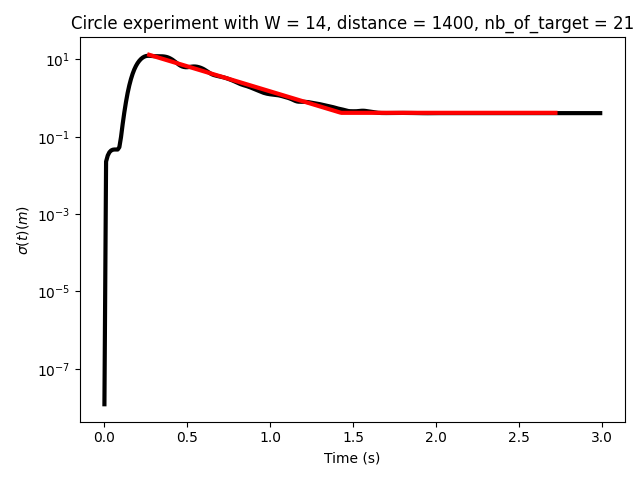 Circle experiment with W = 14, distance = 1400, nb_of_target = 21
10¹
10⁻¹
10⁻³
10⁻⁵
10⁻⁷
σ(t)(m)
0.0 0.5 1.0 1.5 2.0 2.5 3.0
Time (s)